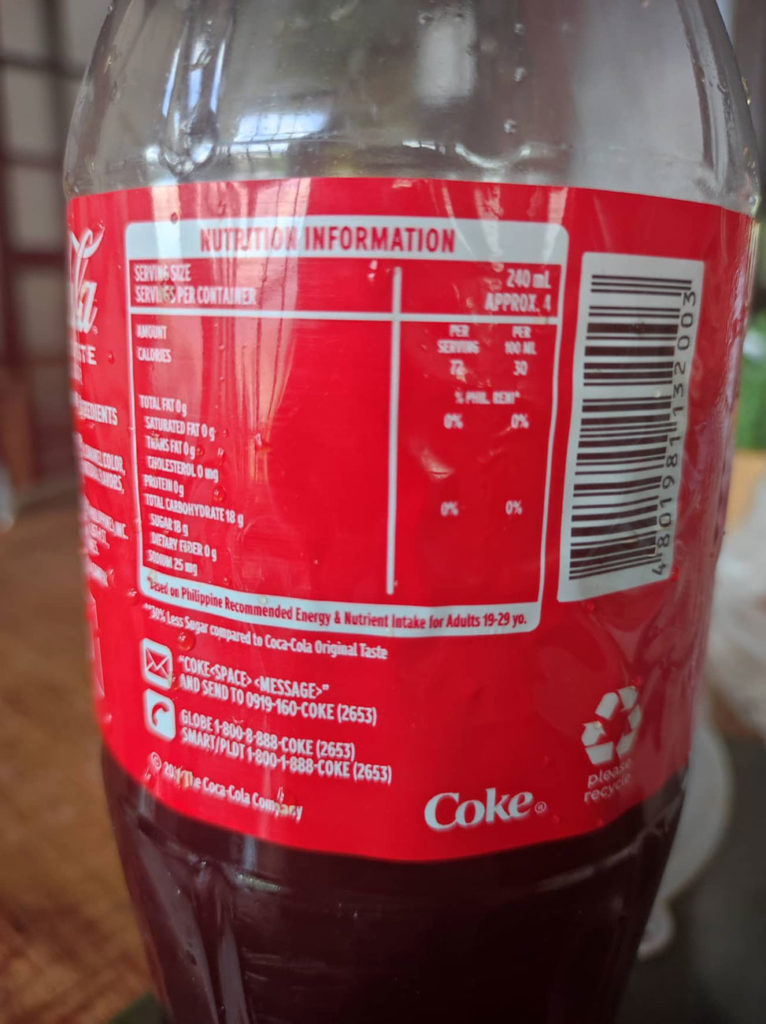 NUTRITION INFORMATION
SERVING SIZE 240 mL
SERVINGS PER CONTAINER APPROX. 4
AMOUNT PER SERVING PER 100 ML
CALORIES 72 30
% PHIL. RENI*
TOTAL FAT 0 g 0% 0%
SATURATED FAT 0 g
TRANS FAT 0 g
CHOLESTEROL 0 mg
PROTEIN 0 g
TOTAL CARBOHYDRATE 18 g 0% 0%
SUGAR 18 g
DIETARY FIBER 0 g
SODIUM 25 mg
*Based on Philippine Recommended Energy & Nutrient Intake for Adults 19-29 yo.
**30% Less Sugar compared to Coca-Cola Original Taste
"COKE<SPACE> <MESSAGE>"
AND SEND TO 0919-160-COKE (2653)
GLOBE 1-800-8-888-COKE (2653)
SMART/PLDT 1-800-1-888-COKE (2653)
The Coca-Cola Company
Coke®
please
recycle
4 801981 132003
COLOR,